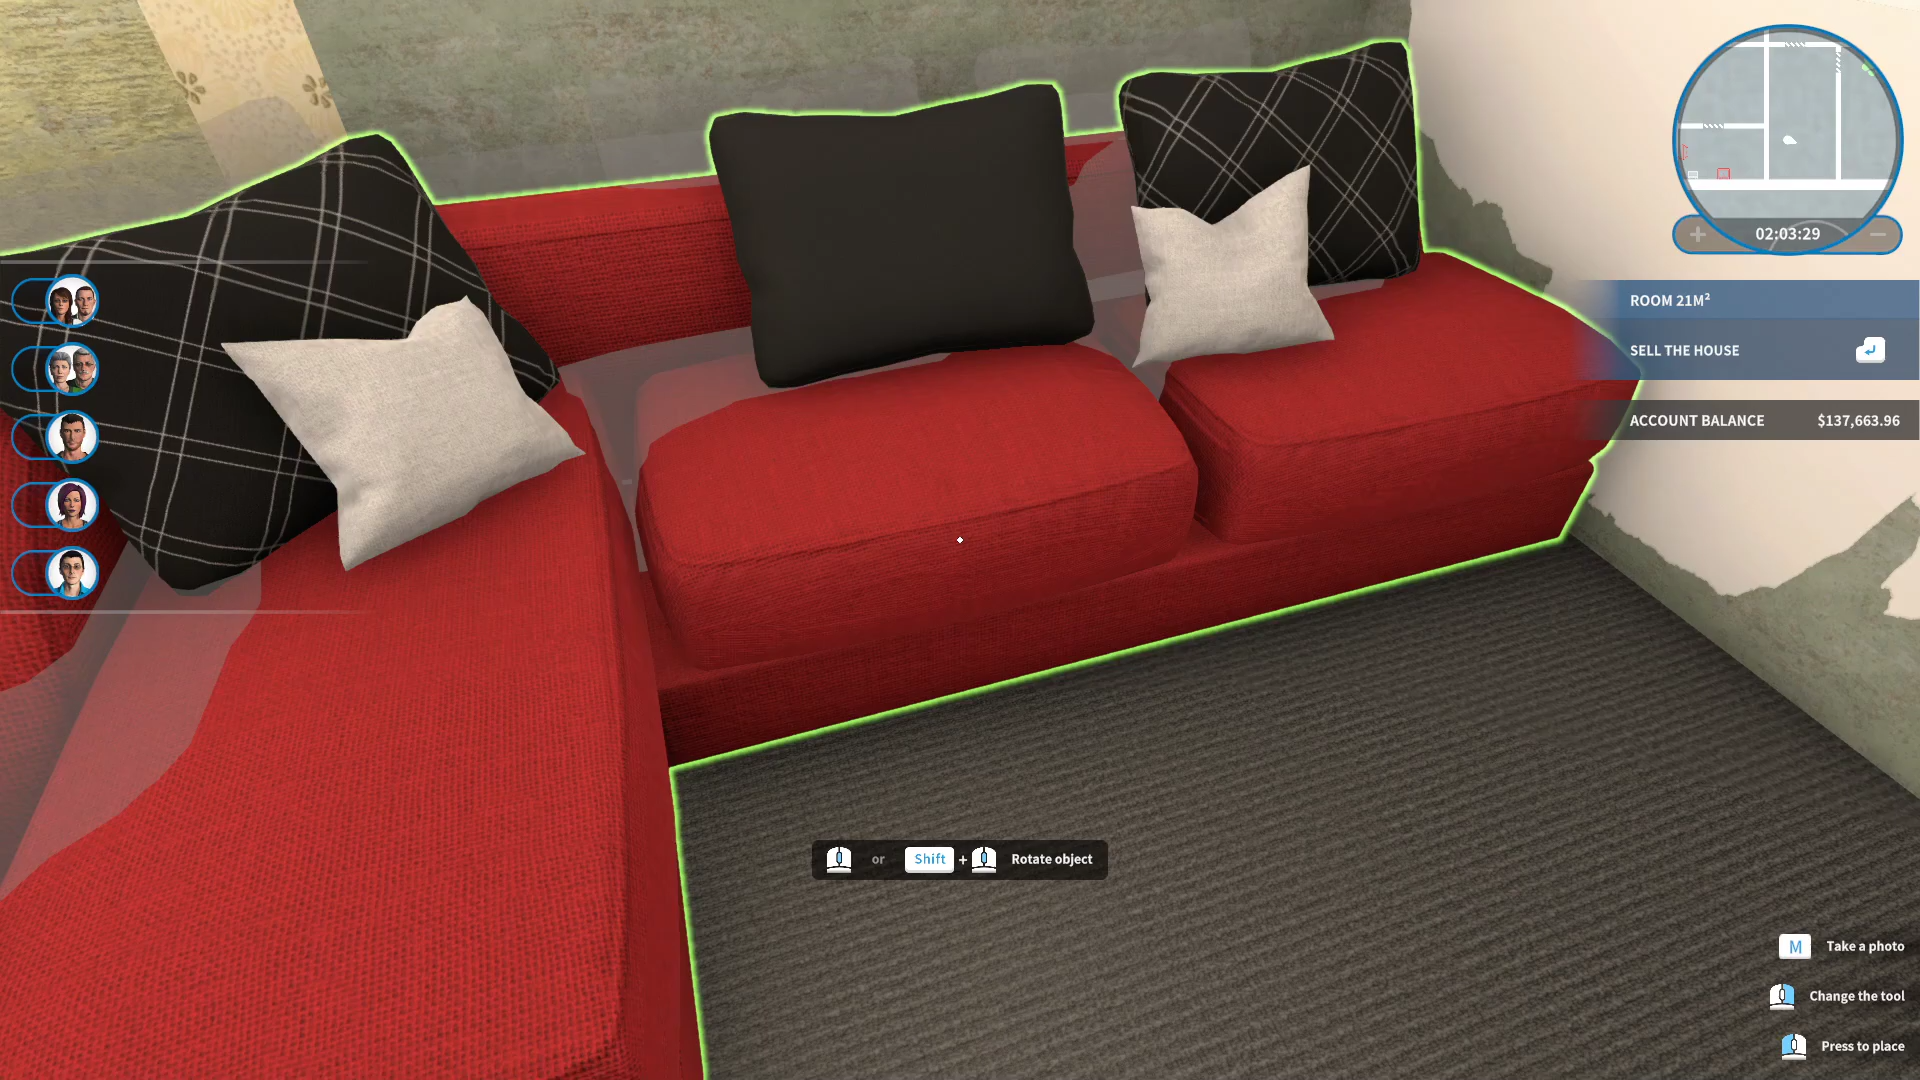 02:03:29
ROOM 21M²
SELL THE HOUSE
ACCOUNT BALANCE $137,663.96
or Shift + Rotate object
M Take a photo
Change the tool
Press to place